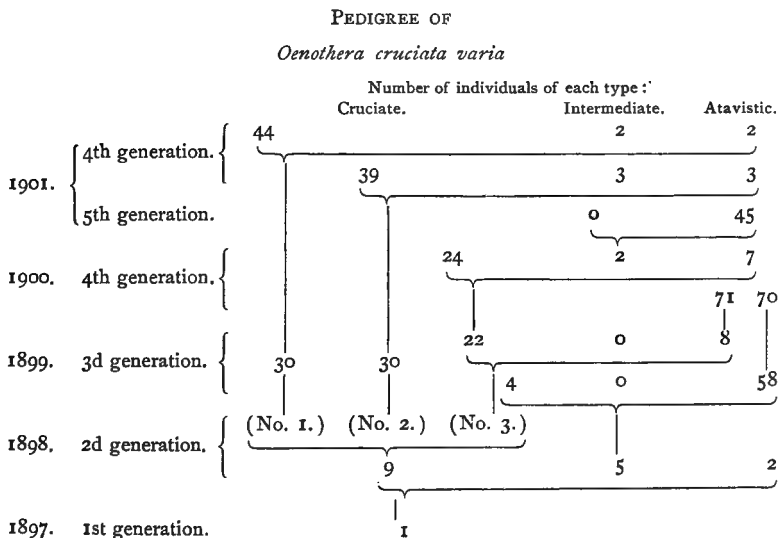 PEDIGREE OF
Oenothera cruciata varia
Number of individuals of each type:
Cruciate. Intermediate. Atavistic.
44 2 2
4th generation.
39 3 3
1901.
5th generation. 0 45
24 2 7
1900. 4th generation.
71 70
22 0 8
1899. 3d generation. 30 30
4 0 58
(No. 1.) (No. 2.) (No. 3.)
1898. 2d generation.
9 5 2
1897. 1st generation. 1